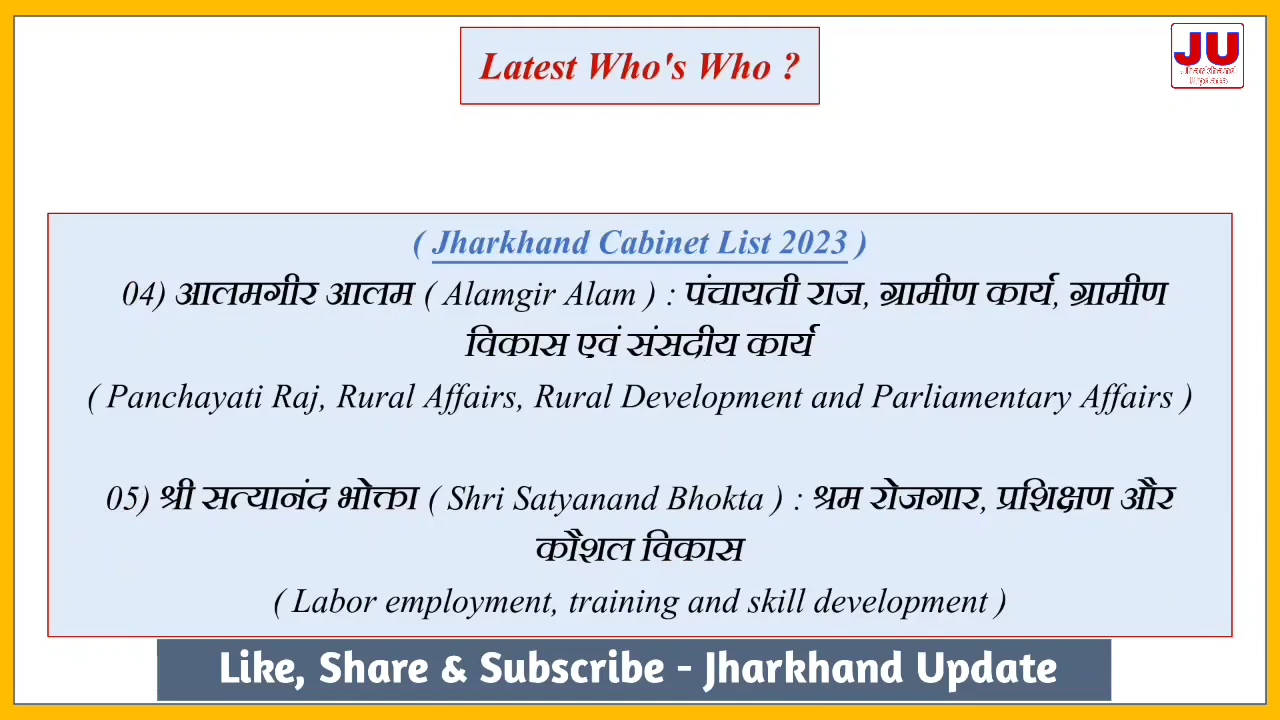 Latest Who's Who ?
JU
Jharkhand
Update
( Jharkhand Cabinet List 2023 )
04) आलमगीर आलम ( Alamgir Alam ) : पंचायती राज, ग्रामीण कार्य, ग्रामीण
विकास एवं संसदीय कार्य
( Panchayati Raj, Rural Affairs, Rural Development and Parliamentary Affairs )
05) श्री सत्यानंद भोक्ता ( Shri Satyanand Bhokta ) : श्रम रोजगार, प्रशिक्षण और
कौशल विकास
( Labor employment, training and skill development )
Like, Share & Subscribe - Jharkhand Update